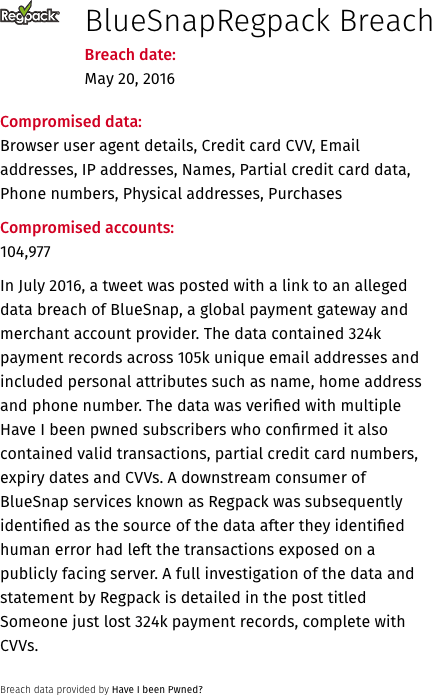 Regpack
BlueSnapRegpack Breach
Breach date:
May 20, 2016
Compromised data:
Browser user agent details, Credit card CVV, Email
addresses, IP addresses, Names, Partial credit card data,
Phone numbers, Physical addresses, Purchases
Compromised accounts:
104,977
In July 2016, a tweet was posted with a link to an alleged
data breach of BlueSnap, a global payment gateway and
merchant account provider. The data contained 324k
payment records across 105k unique email addresses and
included personal attributes such as name, home address
and phone number. The data was verified with multiple
Have I been pwned subscribers who confirmed it also
contained valid transactions, partial credit card numbers,
expiry dates and CVVs. A downstream consumer of
BlueSnap services known as Regpack was subsequently
identified as the source of the data after they identified
human error had left the transactions exposed on a
publicly facing server. A full investigation of the data and
statement by Regpack is detailed in the post titled
Someone just lost 324k payment records, complete with
CVVs.
Breach data provided by Have I been Pwned?